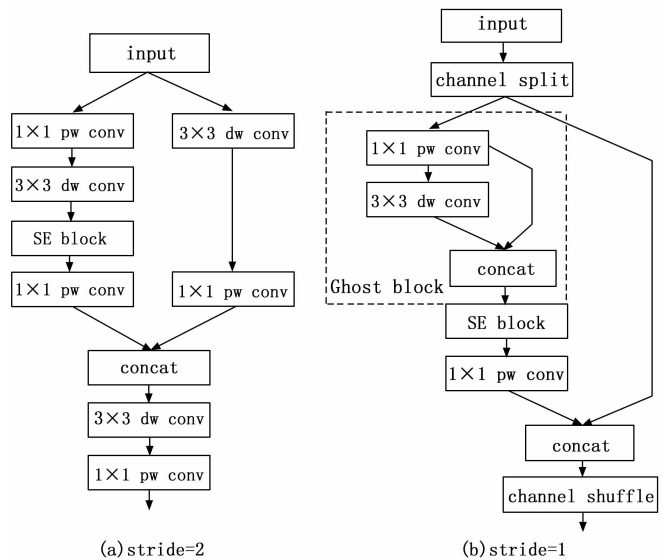 input
1×1 pw conv
3×3 dw conv
3×3 dw conv
SE block
1×1 pw conv
1×1 pw conv
concat
3×3 dw conv
1×1 pw conv
(a)stride=2
input
channel split
1×1 pw conv
3×3 dw conv
concat
Ghost block
SE block
1×1 pw conv
concat
channel shuffle
(b)stride=1